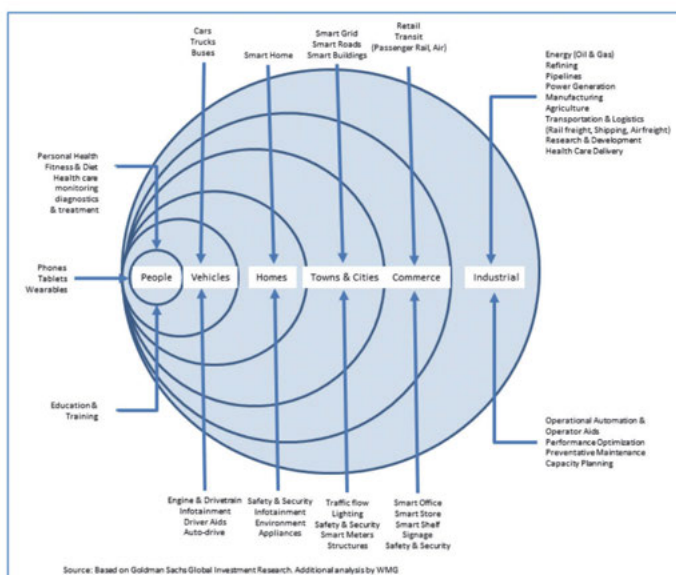 Cars
Trucks
Buses
Smart Home
Smart Grid
Smart Roads
Smart Buildings
Retail
Transit
(Passenger Rail, Air)
Energy (Oil & Gas)
Refining
Pipelines
Power Generation
Manufacturing
Agriculture
Transportation & Logistics
(Rail freight, Shipping, Airfreight)
Research & Development
Health Care Delivery
Personal Health
Fitness & Diet
Health care
monitoring
diagnostics
& treatment
Phones
Tablets
Wearables
People
Vehicles
Homes
Towns & Cities
Commerce
Industrial
Education &
Training
Operational Automation &
Operator Aids
Performance Optimization
Preventative Maintenance
Capacity Planning
Engine & Drivetrain
Infotainment
Driver Aids
Auto-drive
Safety & Security
Infotainment
Environment
Appliances
Traffic flow
Lighting
Safety & Security
Smart Meters
Structures
Smart Office
Smart Store
Smart Shelf
Signage
Safety & Security
Source: Based on Goldman Sachs Global Investment Research. Additional analysis by WMG